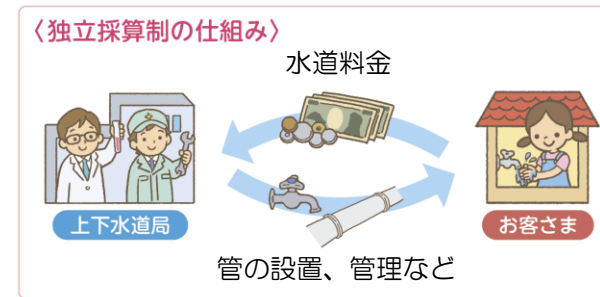 〈独立採算制の仕組み〉
水道料金
上下水道局
お客さま
管の設置、管理など